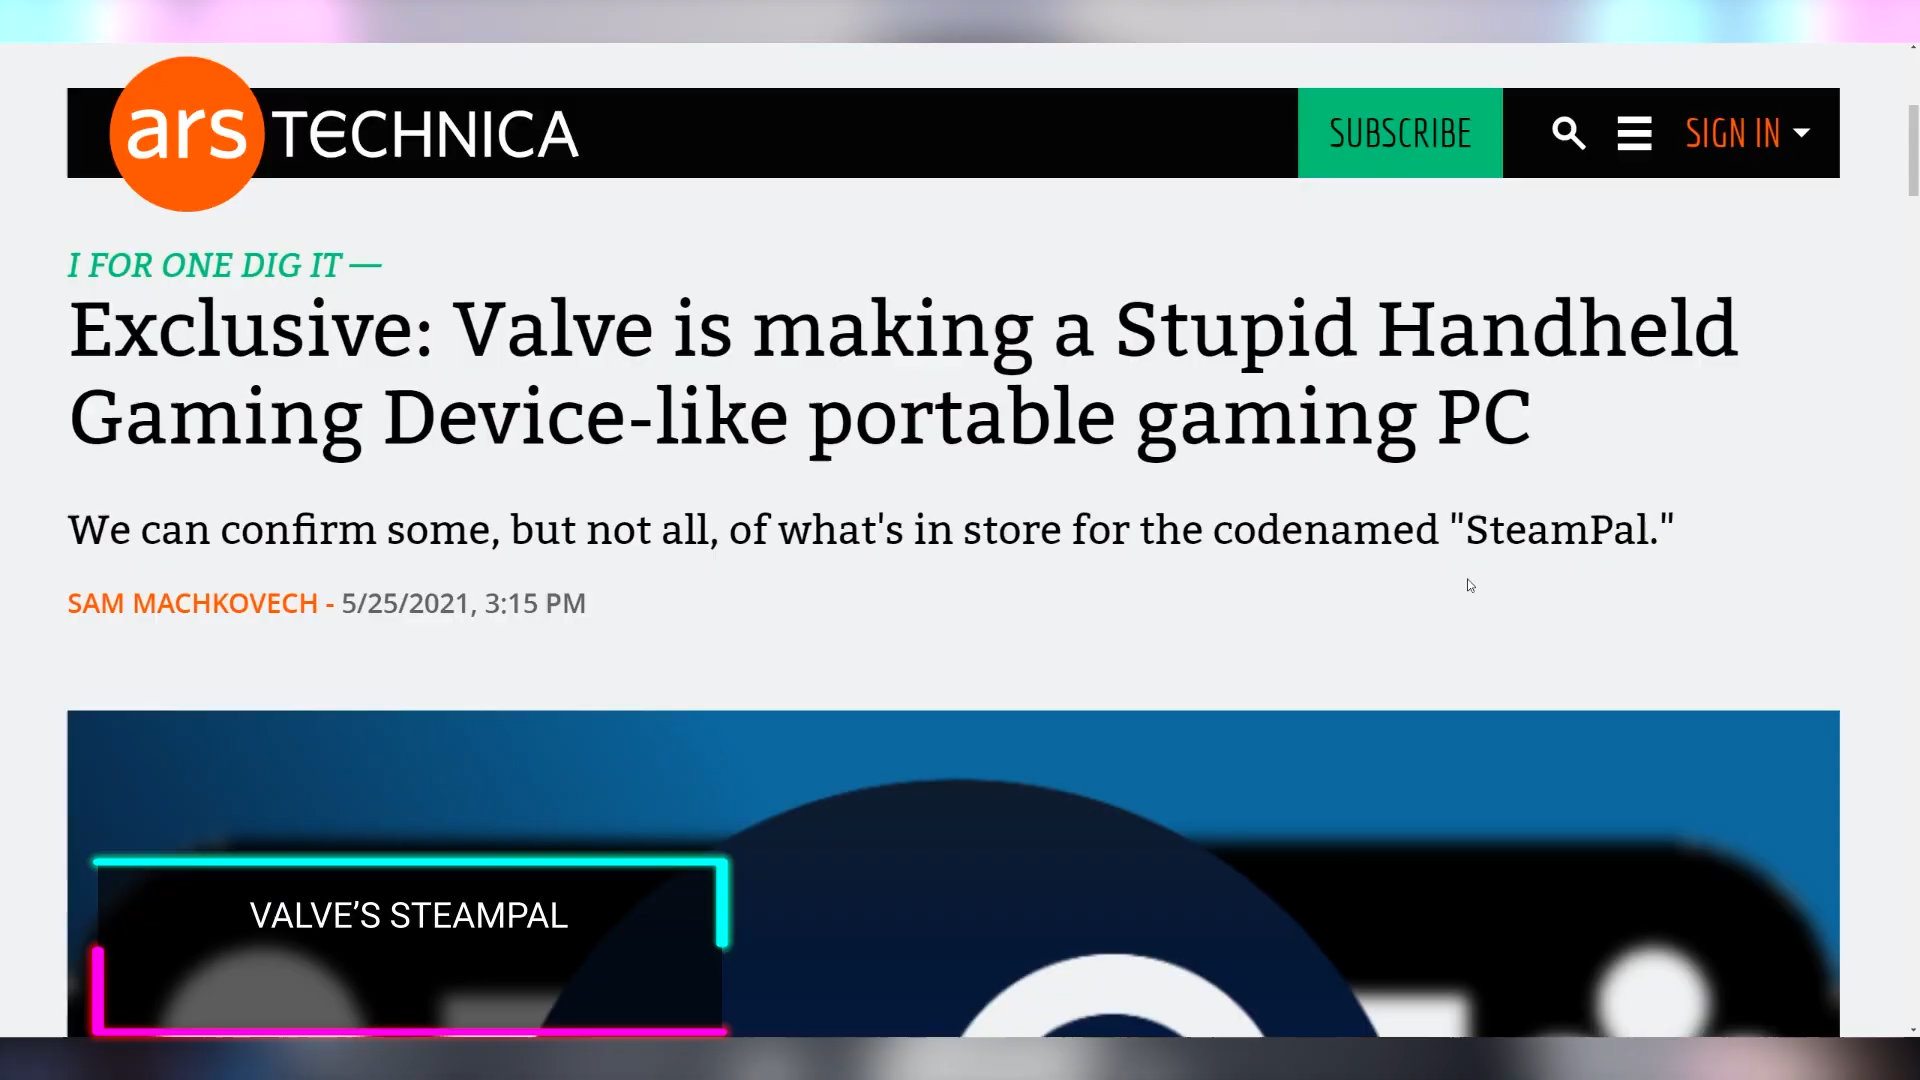 ars TECHNICA
SUBSCRIBE
SIGN IN
I FOR ONE DIG IT —
Exclusive: Valve is making a Stupid Handheld
Gaming Device-like portable gaming PC
We can confirm some, but not all, of what's in store for the codenamed "SteamPal."
SAM MACHKOVECH - 5/25/2021, 3:15 PM
VALVE’S STEAMPAL